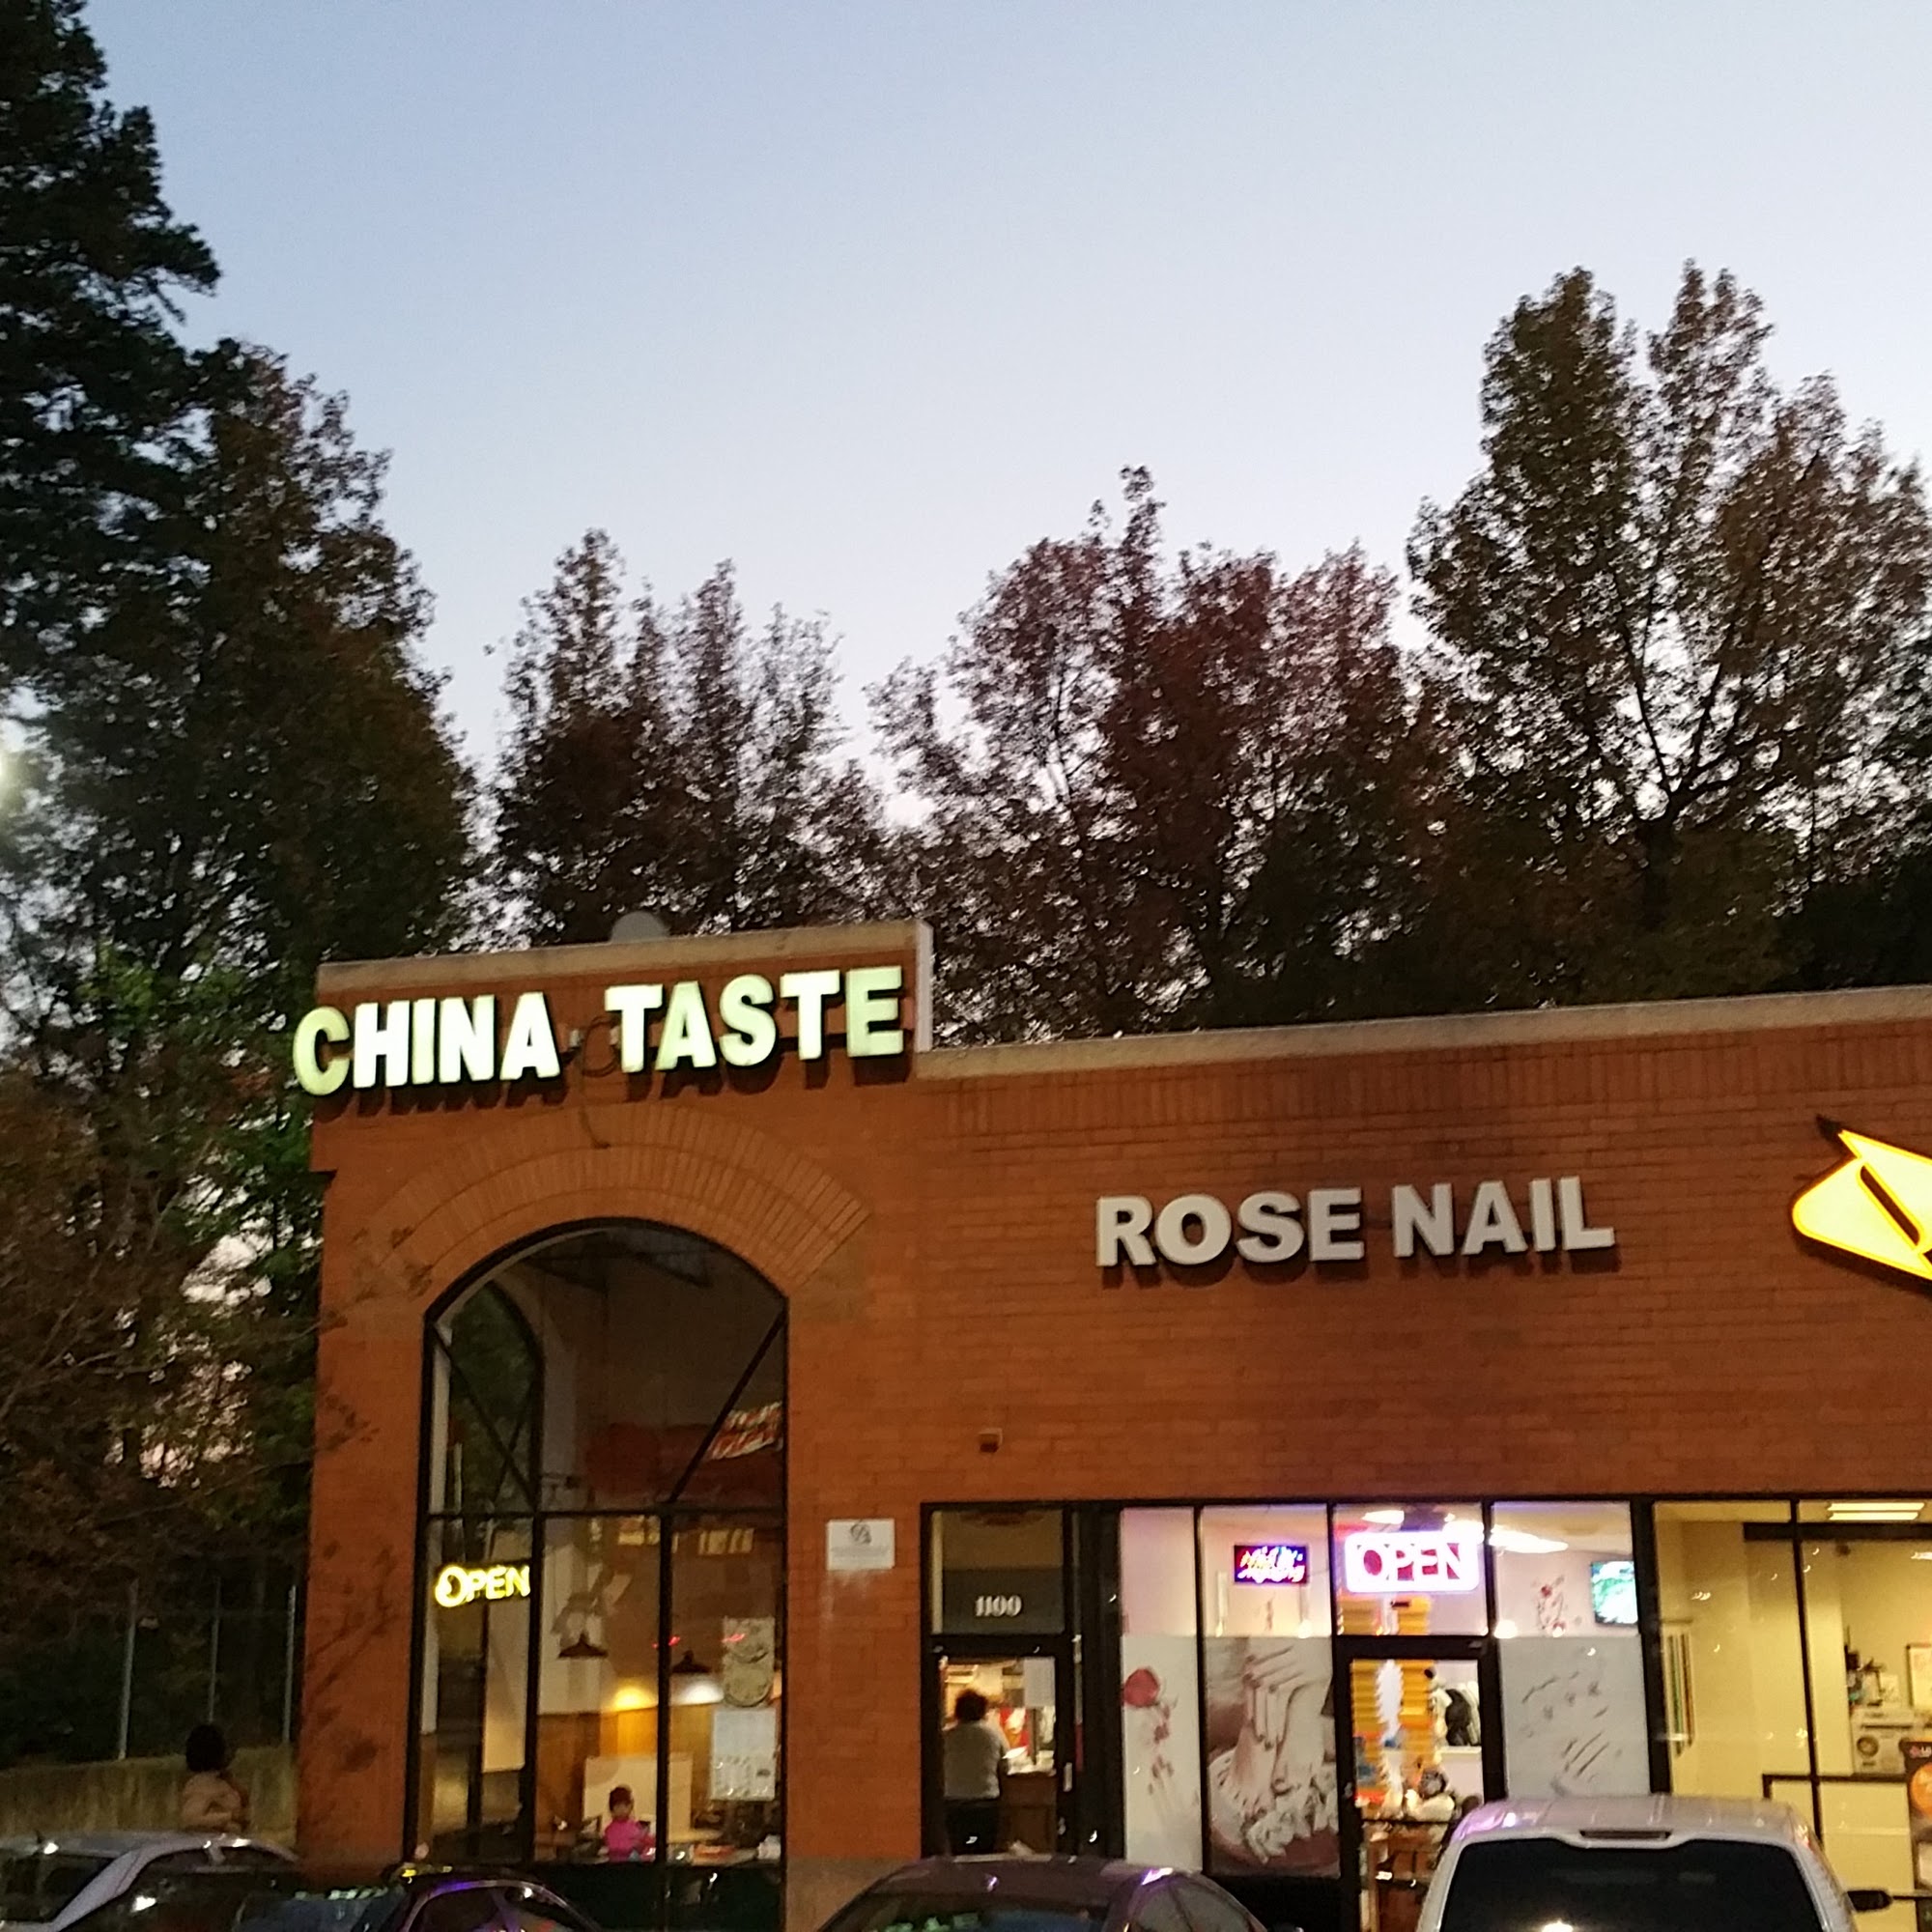 CHINA TASTE
ROSE NAIL
OPEN
OPEN
1100